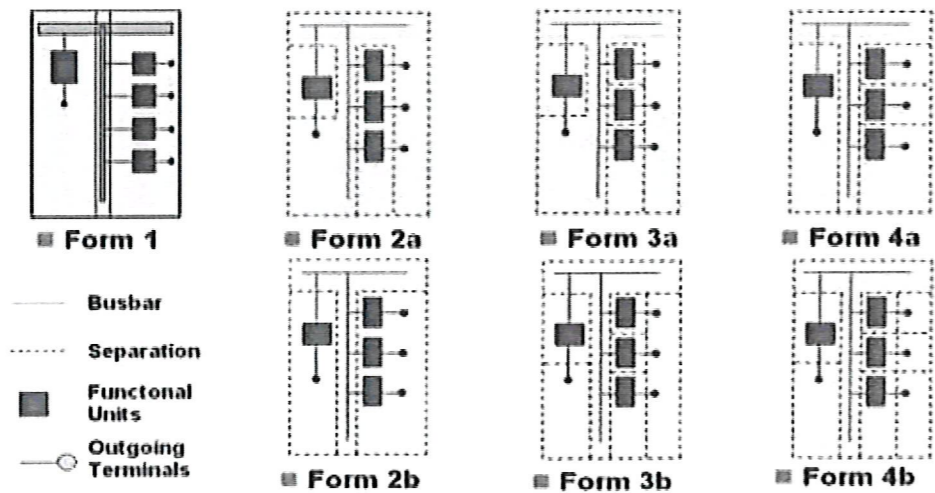 Form 1
Form 2a
Form 3a
Form 4a
Busbar
Separation
Functonal
Units
Outgoing
Terminals
Form 2b
Form 3b
Form 4b